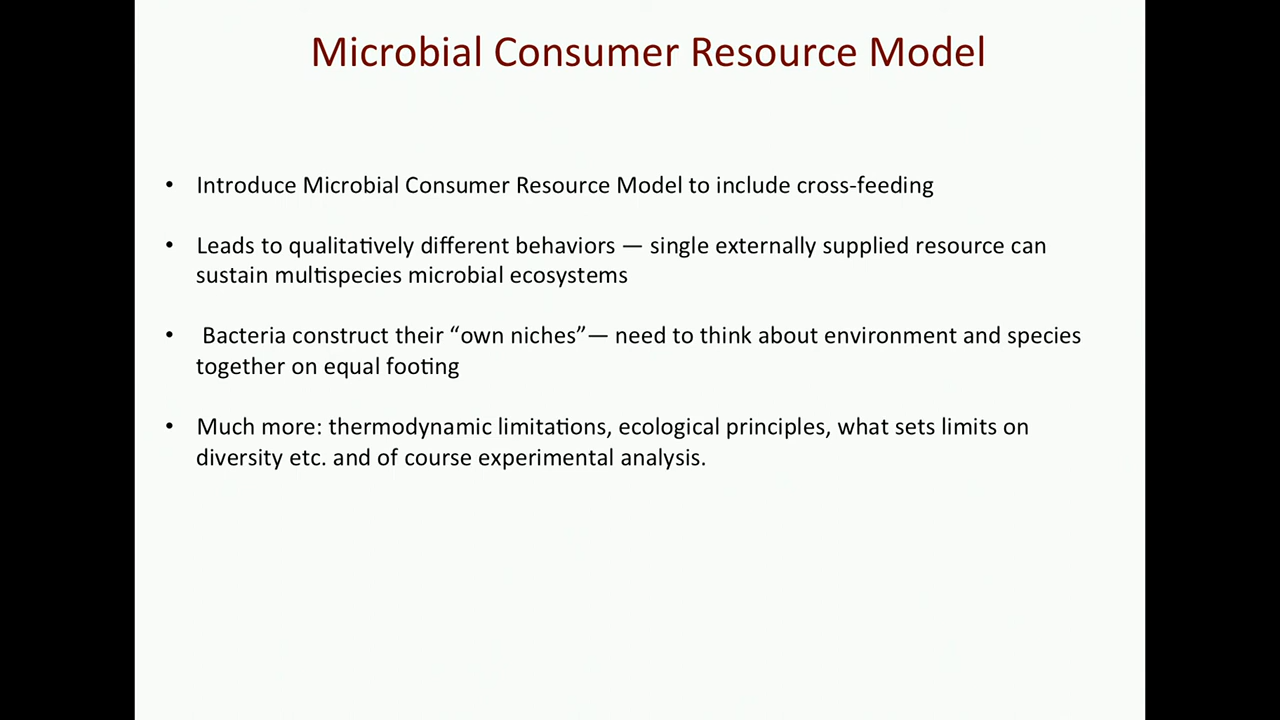 Microbial Consumer Resource Model
• Introduce Microbial Consumer Resource Model to include cross-feeding
• Leads to qualitatively different behaviors — single externally supplied resource can
sustain multispecies microbial ecosystems
• Bacteria construct their “own niches”— need to think about environment and species
together on equal footing
• Much more: thermodynamic limitations, ecological principles, what sets limits on
diversity etc. and of course experimental analysis.